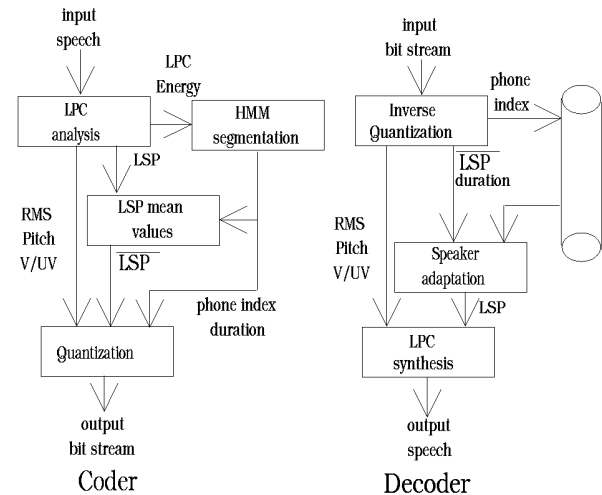 input
speech
LPC
Energy
LPC
analysis
HMM
segmentation
LSP
LSP mean
values
RMS
Pitch
V/UV
LSP
phone index
duration
Quantization
output
bit stream
Coder
input
bit stream
phone
index
Inverse
Quantization
LSP
duration
RMS
Pitch
V/UV
Speaker
adaptation
LSP
LPC
synthesis
output
speech
Decoder